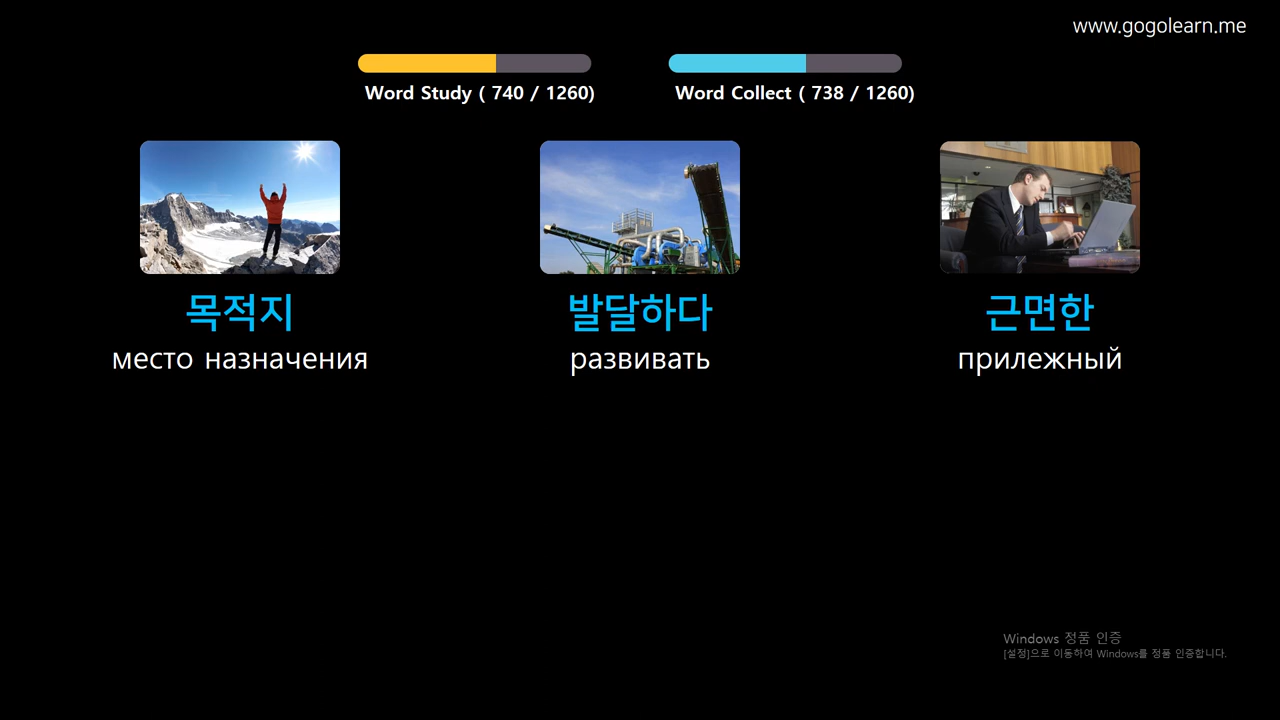 www.gogolearn.me
Word Study ( 740 / 1260)
Word Collect ( 738 / 1260)
목적지
발달하다
근면한
место назначения
развивать
прилежный
Windows 정품 인증
[설정]으로 이동하여 Windows를 정품 인증합니다.